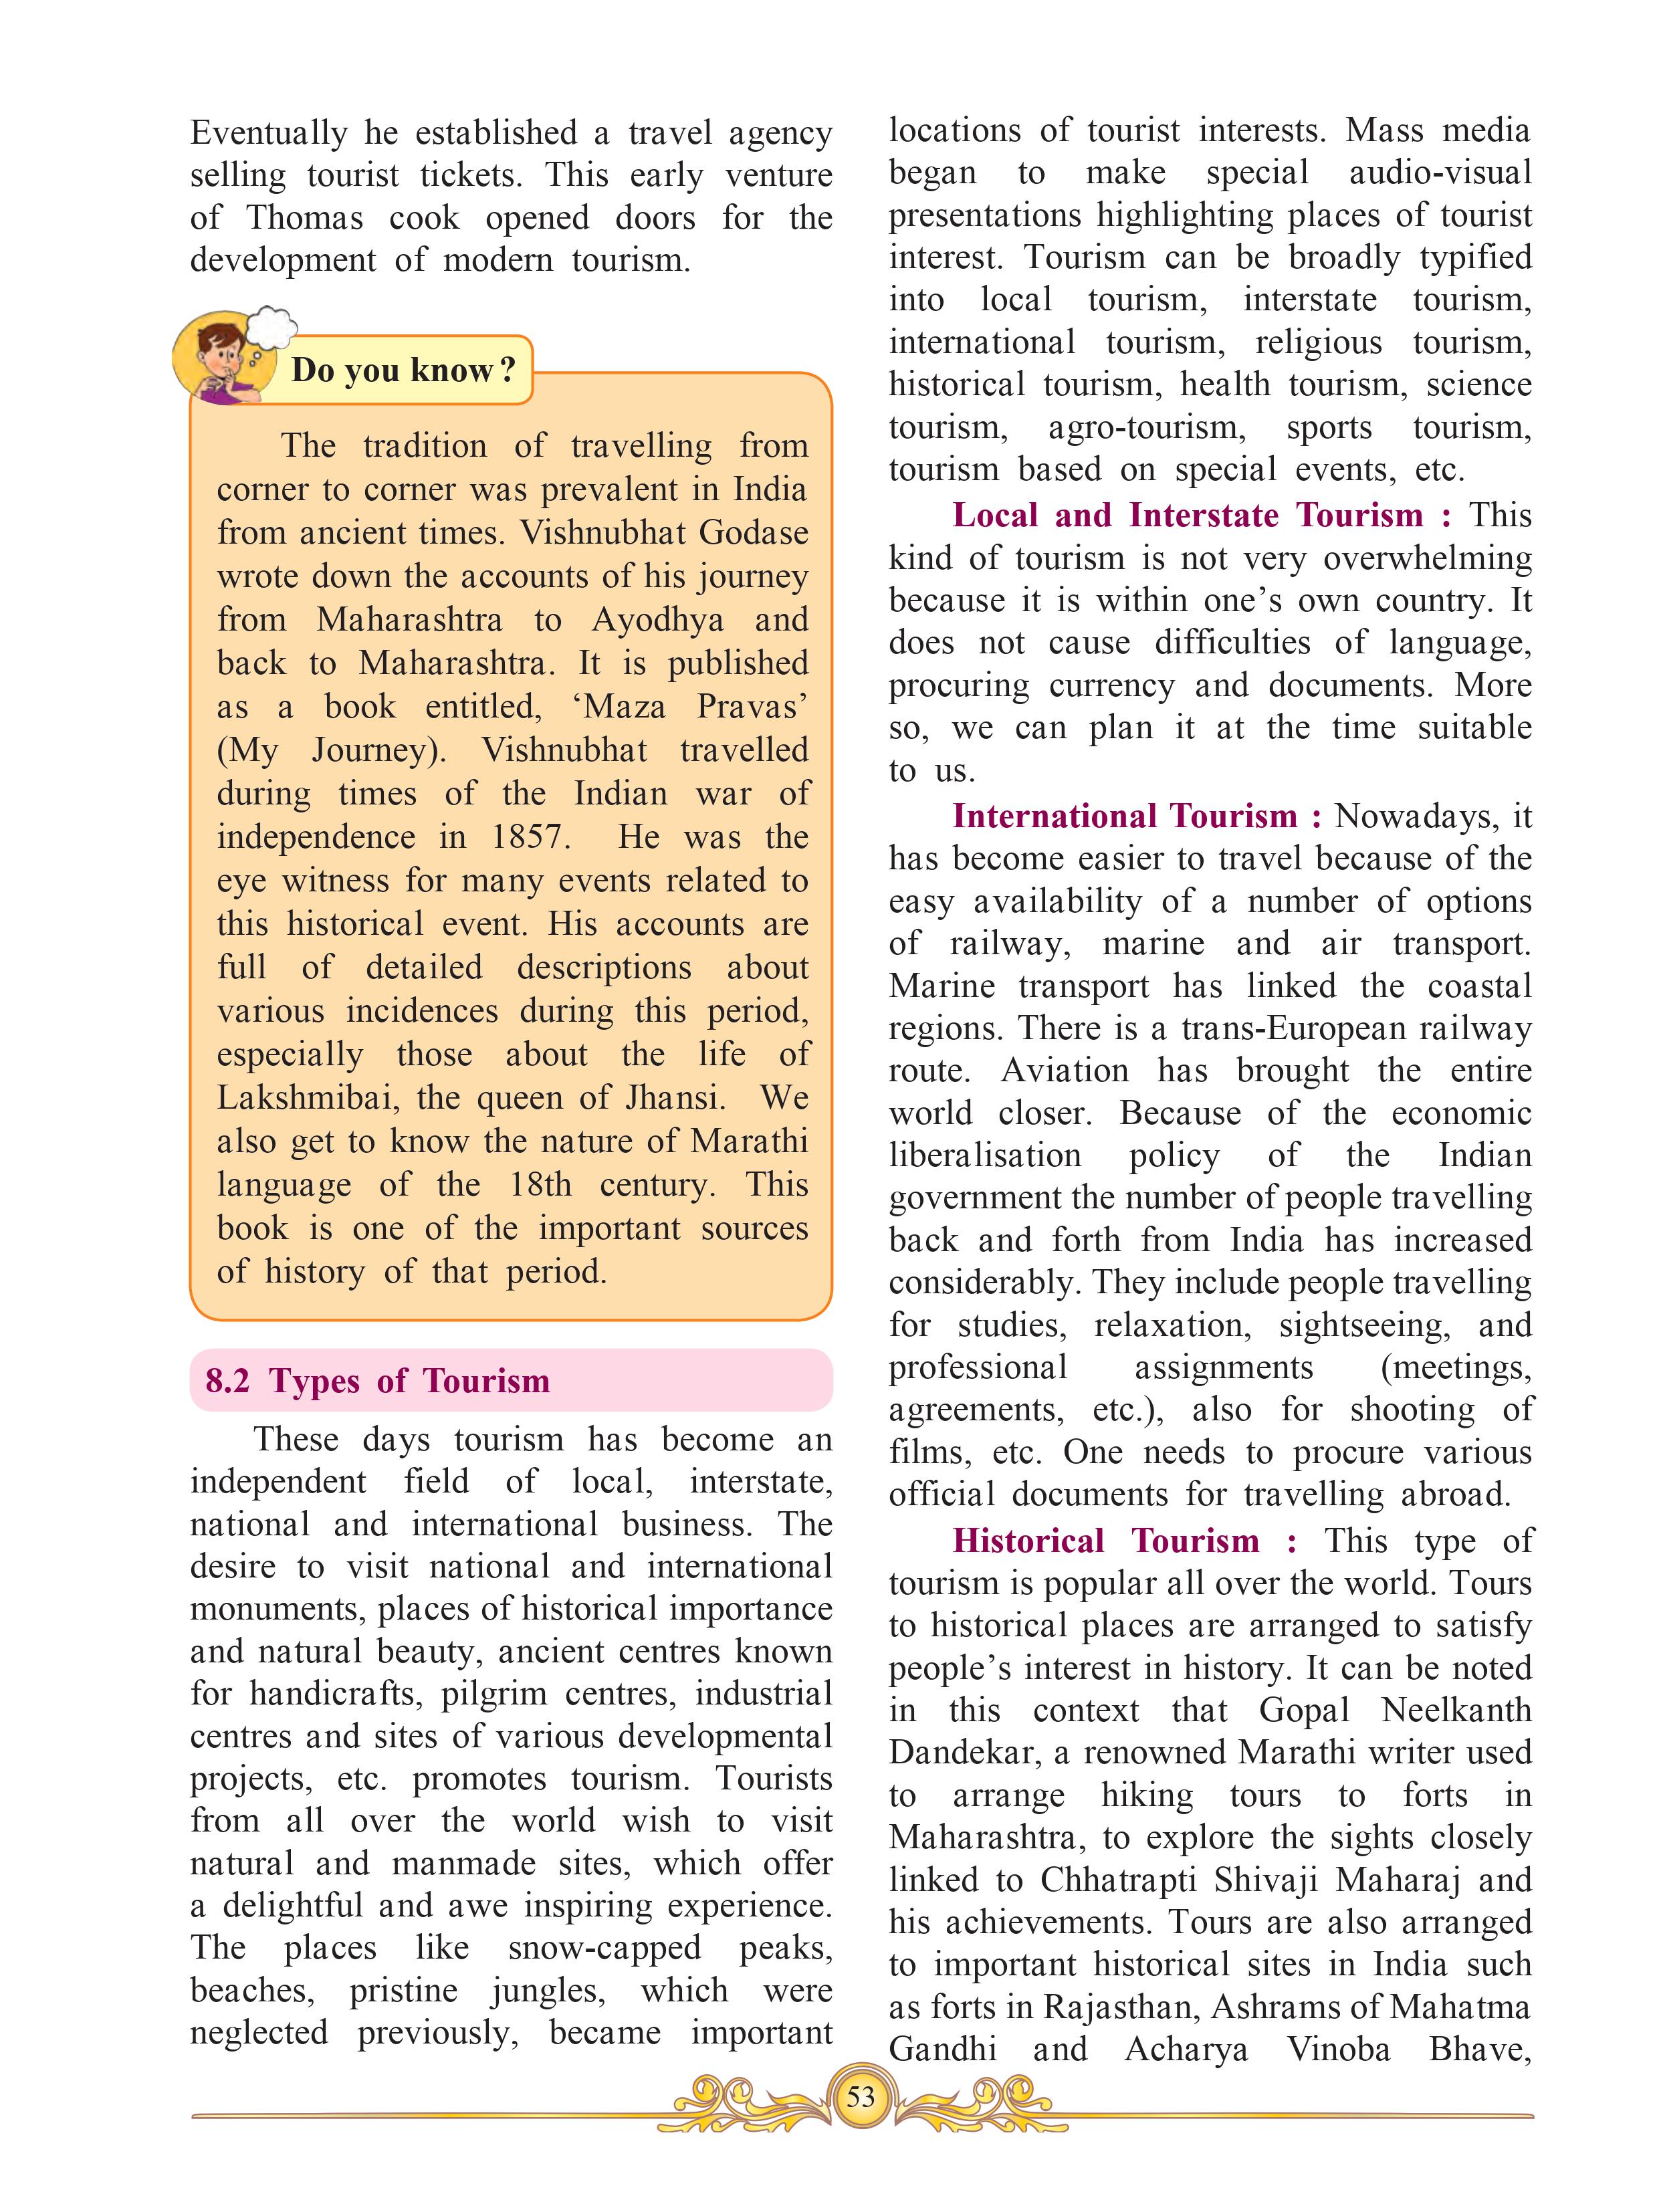 Eventually he established a travel agency
selling tourist tickets. This early venture
of Thomas cook opened doors for the
development of modern tourism.
Do you know ?
The tradition of travelling from
corner to corner was prevalent in India
from ancient times. Vishnubhat Godase
wrote down the accounts of his journey
from Maharashtra to Ayodhya and
back to Maharashtra. It is published
as a book entitled, ‘Maza Pravas’
(My Journey). Vishnubhat travelled
during times of the Indian war of
independence in 1857. He was the
eye witness for many events related to
this historical event. His accounts are
full of detailed descriptions about
various incidences during this period,
especially those about the life of
Lakshmibai, the queen of Jhansi. We
also get to know the nature of Marathi
language of the 18th century. This
book is one of the important sources
of history of that period.
8.2 Types of Tourism
These days tourism has become an
independent field of local, interstate,
national and international business. The
desire to visit national and international
monuments, places of historical importance
and natural beauty, ancient centres known
for handicrafts, pilgrim centres, industrial
centres and sites of various developmental
projects, etc. promotes tourism. Tourists
from all over the world wish to visit
natural and manmade sites, which offer
a delightful and awe inspiring experience.
The places like snow-capped peaks,
beaches, pristine jungles, which were
neglected previously, became important
locations of tourist interests. Mass media
began to make special audio-visual
presentations highlighting places of tourist
interest. Tourism can be broadly typified
into local tourism, interstate tourism,
international tourism, religious tourism,
historical tourism, health tourism, science
tourism, agro-tourism, sports tourism,
tourism based on special events, etc.
Local and Interstate Tourism : This
kind of tourism is not very overwhelming
because it is within one’s own country. It
does not cause difficulties of language,
procuring currency and documents. More
so, we can plan it at the time suitable
to us.
International Tourism : Nowadays, it
has become easier to travel because of the
easy availability of a number of options
of railway, marine and air transport.
Marine transport has linked the coastal
regions. There is a trans-European railway
route. Aviation has brought the entire
world closer. Because of the economic
liberalisation policy of the Indian
government the number of people travelling
back and forth from India has increased
considerably. They include people travelling
for studies, relaxation, sightseeing, and
professional assignments (meetings,
agreements, etc.), also for shooting of
films, etc. One needs to procure various
official documents for travelling abroad.
Historical Tourism : This type of
tourism is popular all over the world. Tours
to historical places are arranged to satisfy
people’s interest in history. It can be noted
in this context that Gopal Neelkanth
Dandekar, a renowned Marathi writer used
to arrange hiking tours to forts in
Maharashtra, to explore the sights closely
linked to Chhatrapti Shivaji Maharaj and
his achievements. Tours are also arranged
to important historical sites in India such
as forts in Rajasthan, Ashrams of Mahatma
Gandhi and Acharya Vinoba Bhave,
53